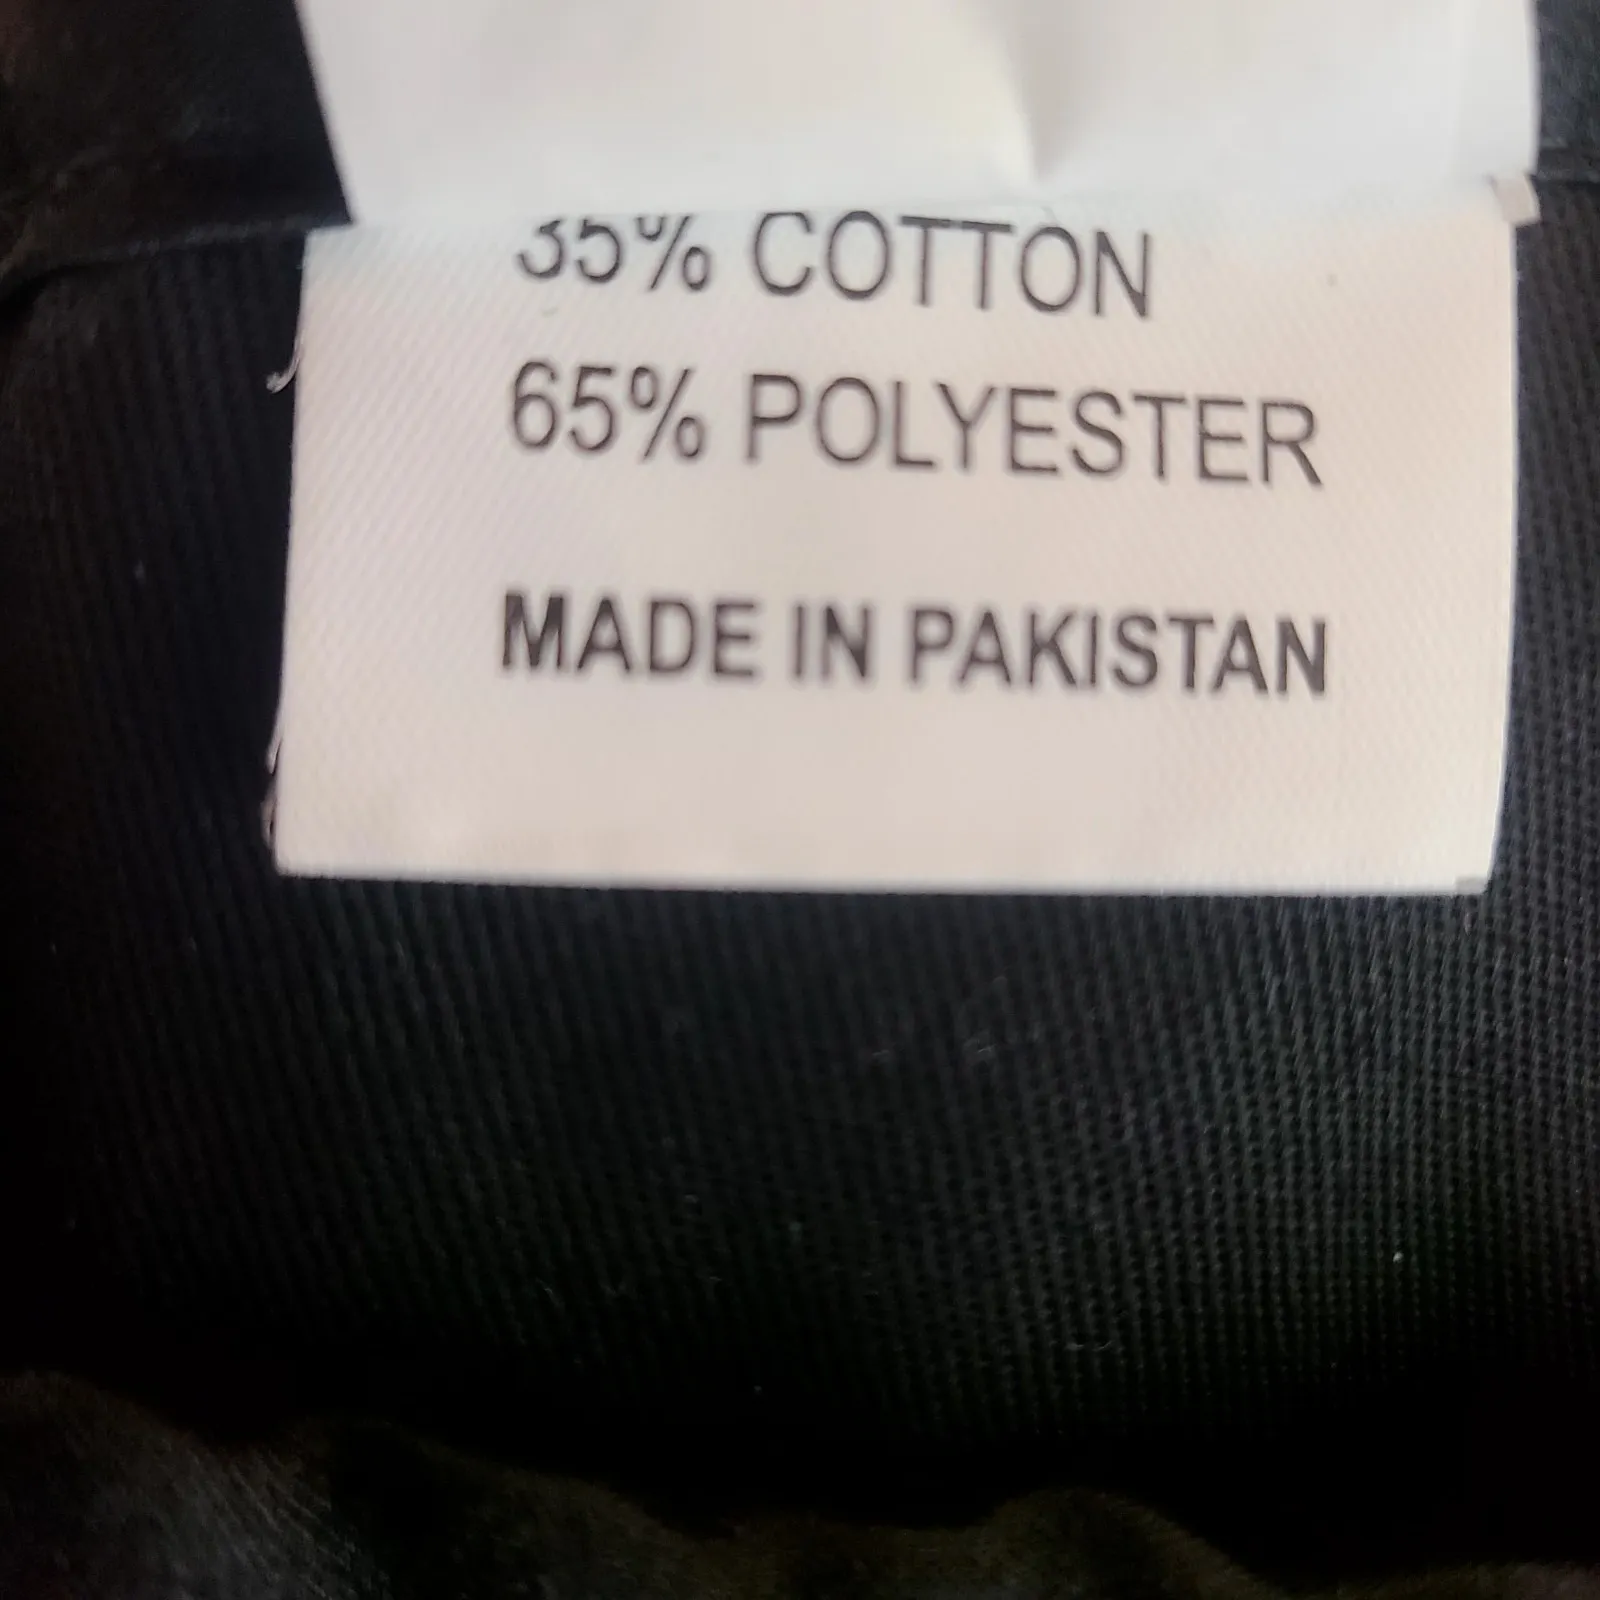 35% COTTON
65% POLYESTER
MADE IN PAKISTAN